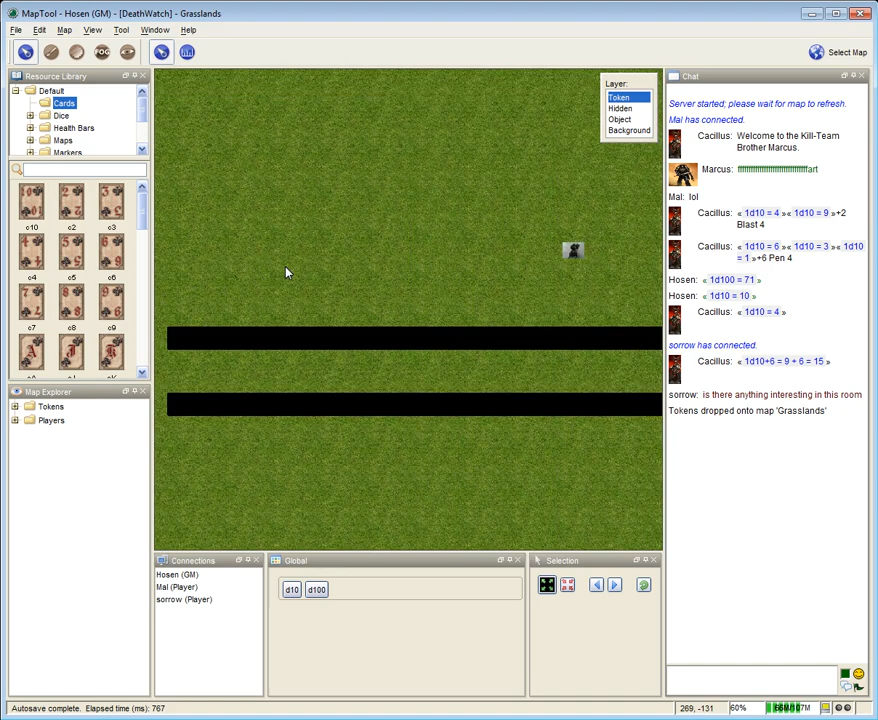 MapTool - Hosen (GM) - [DeathWatch] - Grasslands
File Edit Map View Tool Window Help
FOG
Select Map
Resource Library
Default
Cards
Dice
Health Bars
Maps
Markers
c10 c2 c3
c4 c5 c6
c7 c8 c9
Map Explorer
Tokens
Players
Layer:
Token
Hidden
Object
Background
Connections
Hosen (GM)
Mal (Player)
sorrow (Player)
Global
d10 d100
Selection
Chat
Server started; please wait for map to refresh.
Mal has connected.
Cacillus: Welcome to the Kill-Team
Brother Marcus.
Mal: lol
Cacillus: « 1d10 = 4 »« 1d10 = 9 »+2
Blast 4
Cacillus: « 1d10 = 6 »« 1d10 = 3 »« 1d10
= 1 »+6 Pen 4
Hosen: « 1d100 = 71 »
Hosen: « 1d10 = 10 »
Cacillus: « 1d10 = 4 »
sorrow has connected.
Cacillus: « 1d10+6 = 9 + 6 = 15 »
sorrow: is there anything interesting in this room
Tokens dropped onto map 'Grasslands'
Autosave complete. Elapsed time (ms): 767
269, -131 60% 66M/107M